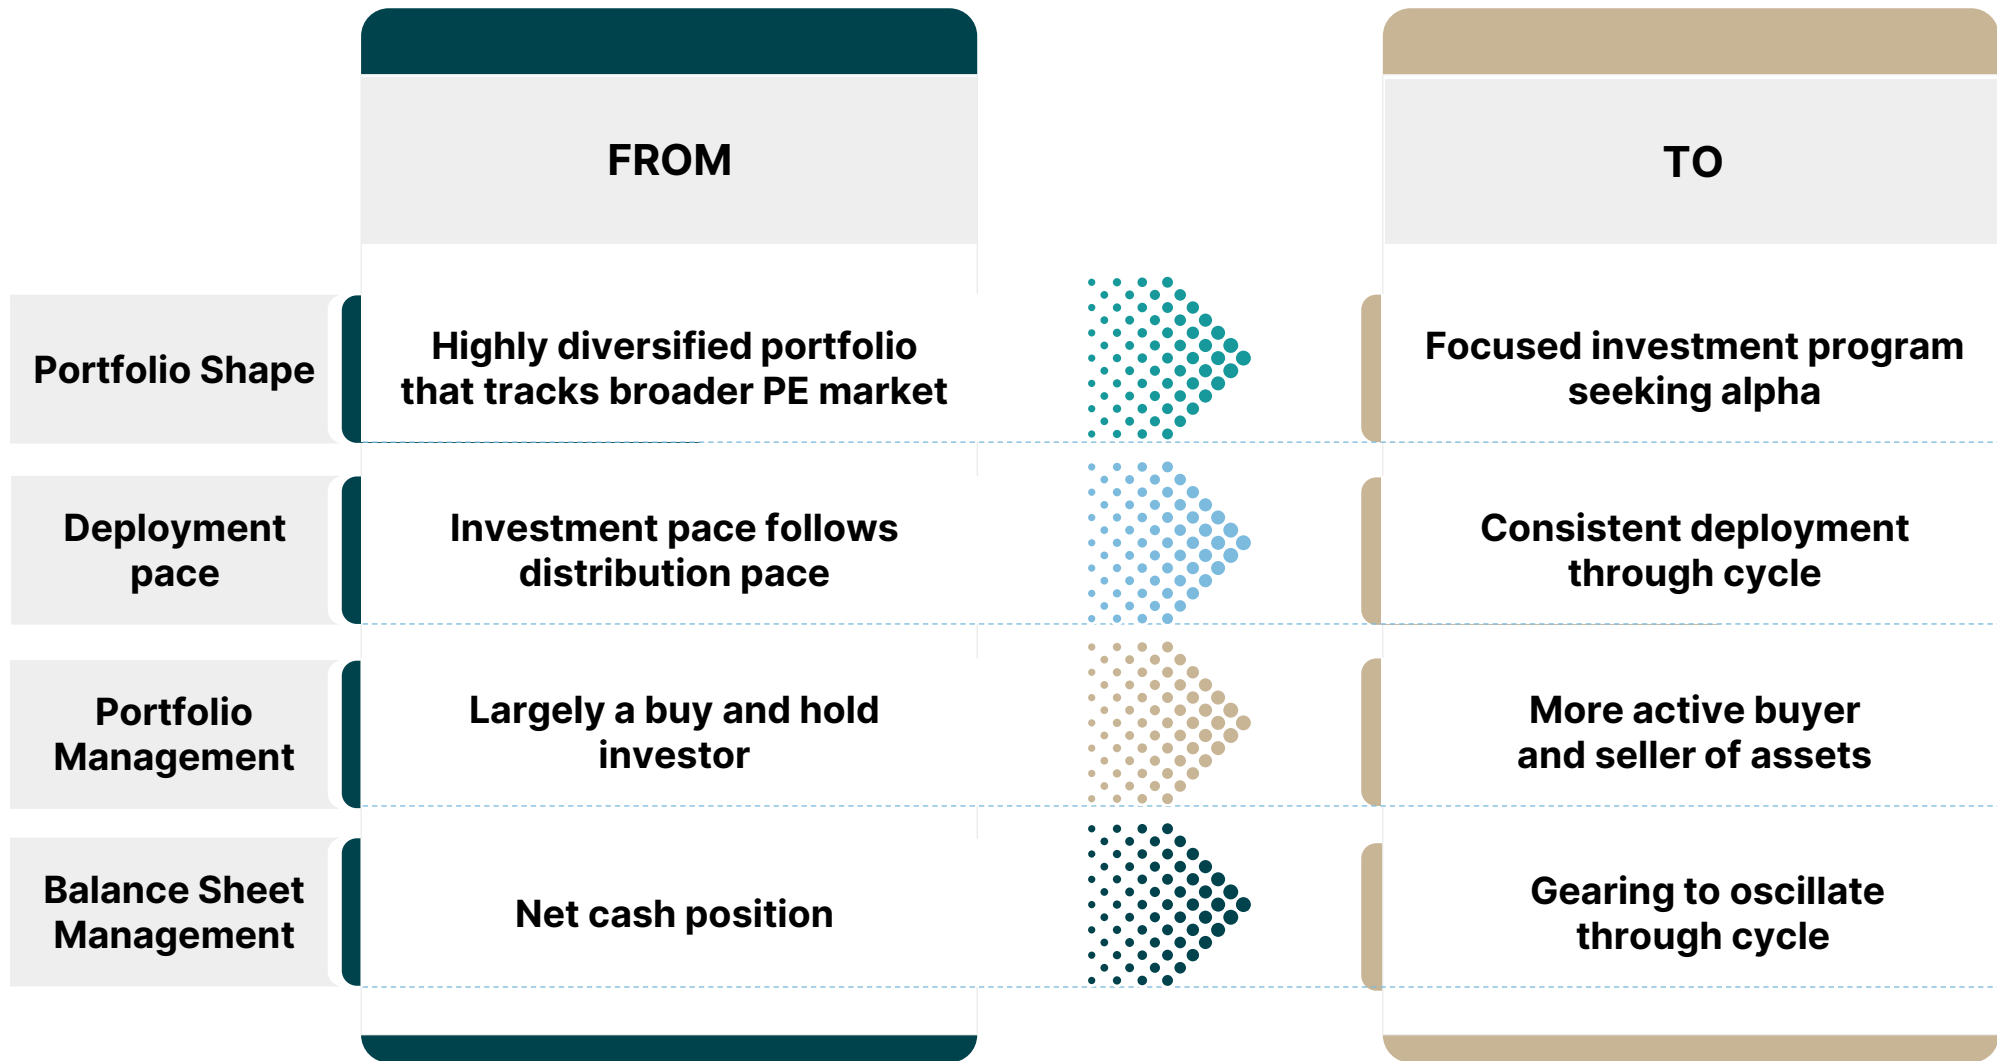 FROM
TO
Portfolio Shape
Highly diversified portfolio
that tracks broader PE market
Focused investment program
seeking alpha
Deployment
pace
Investment pace follows
distribution pace
Consistent deployment
through cycle
Portfolio
Management
Largely a buy and hold
investor
More active buyer
and seller of assets
Balance Sheet
Management
Net cash position
Gearing to oscillate
through cycle